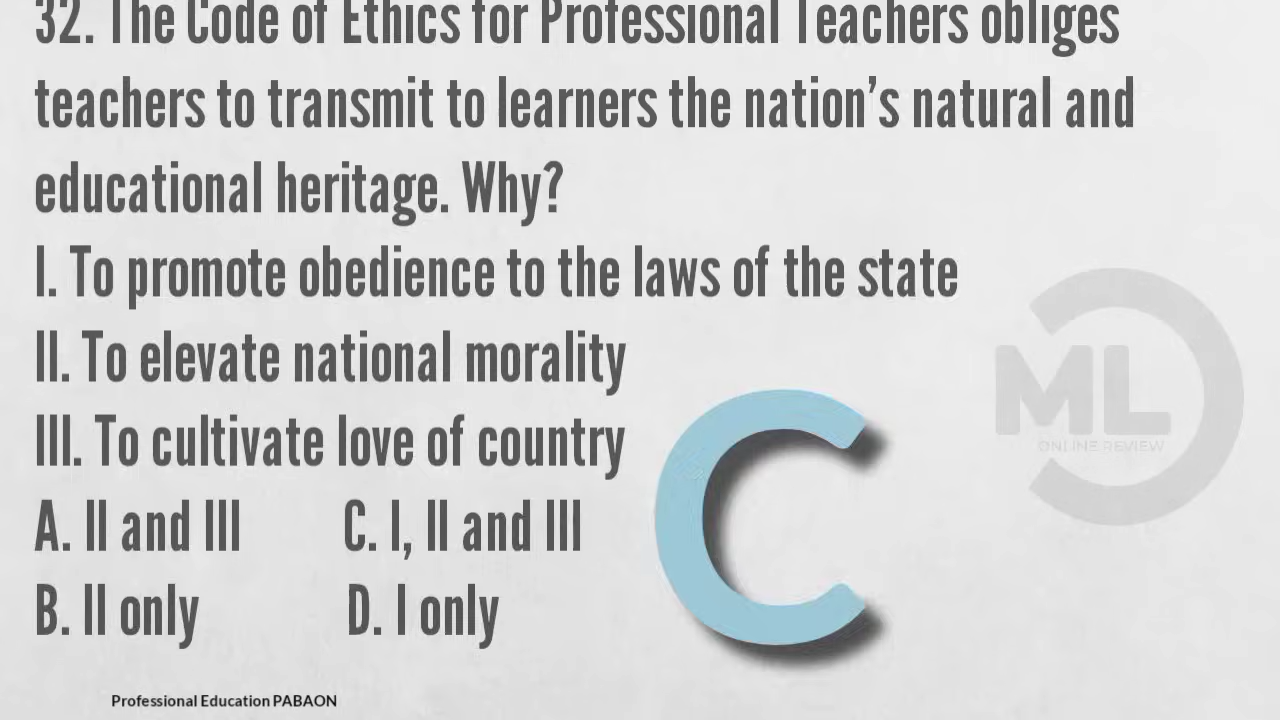 32. The Code of Ethics for Professional Teachers obliges
teachers to transmit to learners the nation’s natural and
educational heritage. Why?
I. To promote obedience to the laws of the state
II. To elevate national morality
III. To cultivate love of country
A. II and III C. I, II and III
B. II only D. I only
C
ML
ONLINE REVIEW
Professional Education PABAON